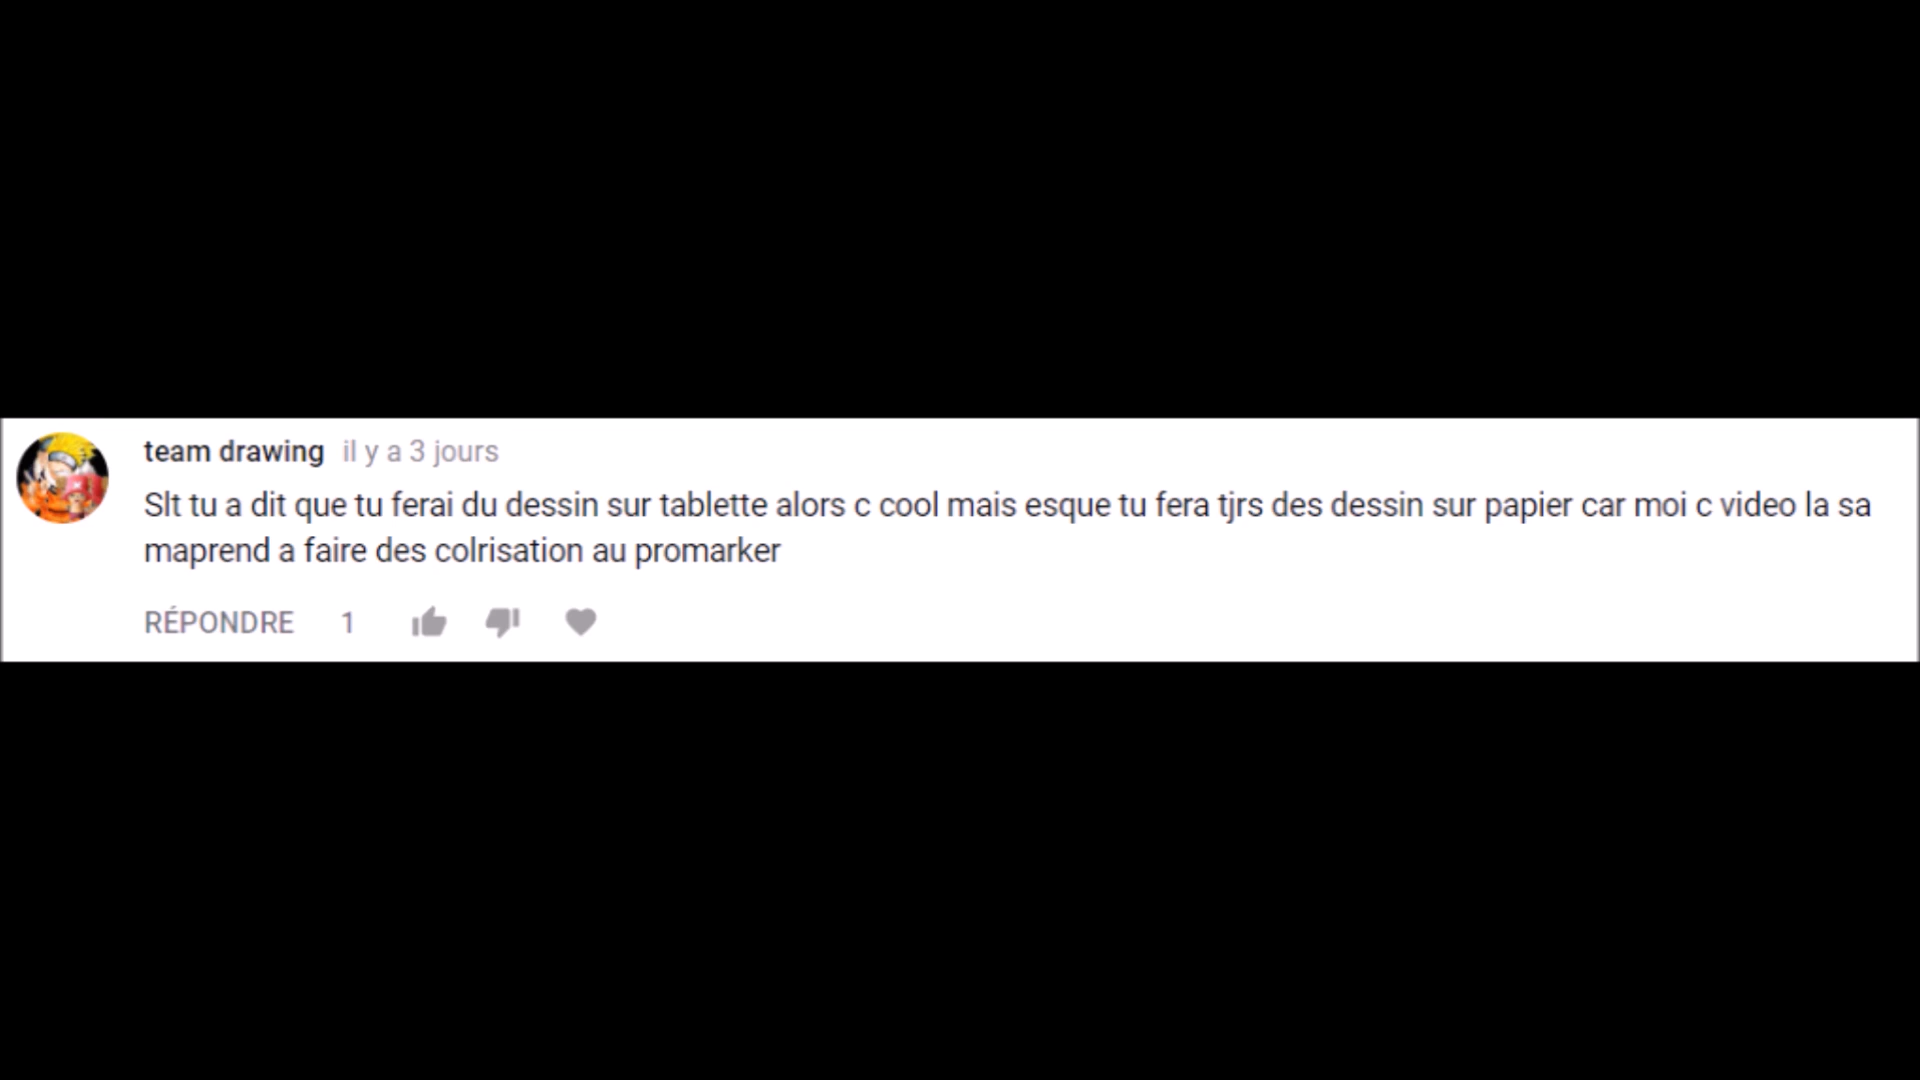 team drawing il y a 3 jours
Slt tu a dit que tu ferai du dessin sur tablette alors c cool mais esque tu fera tjrs des dessin sur papier car moi c video la sa
maprend a faire des colrisation au promarker
RÉPONDRE 1